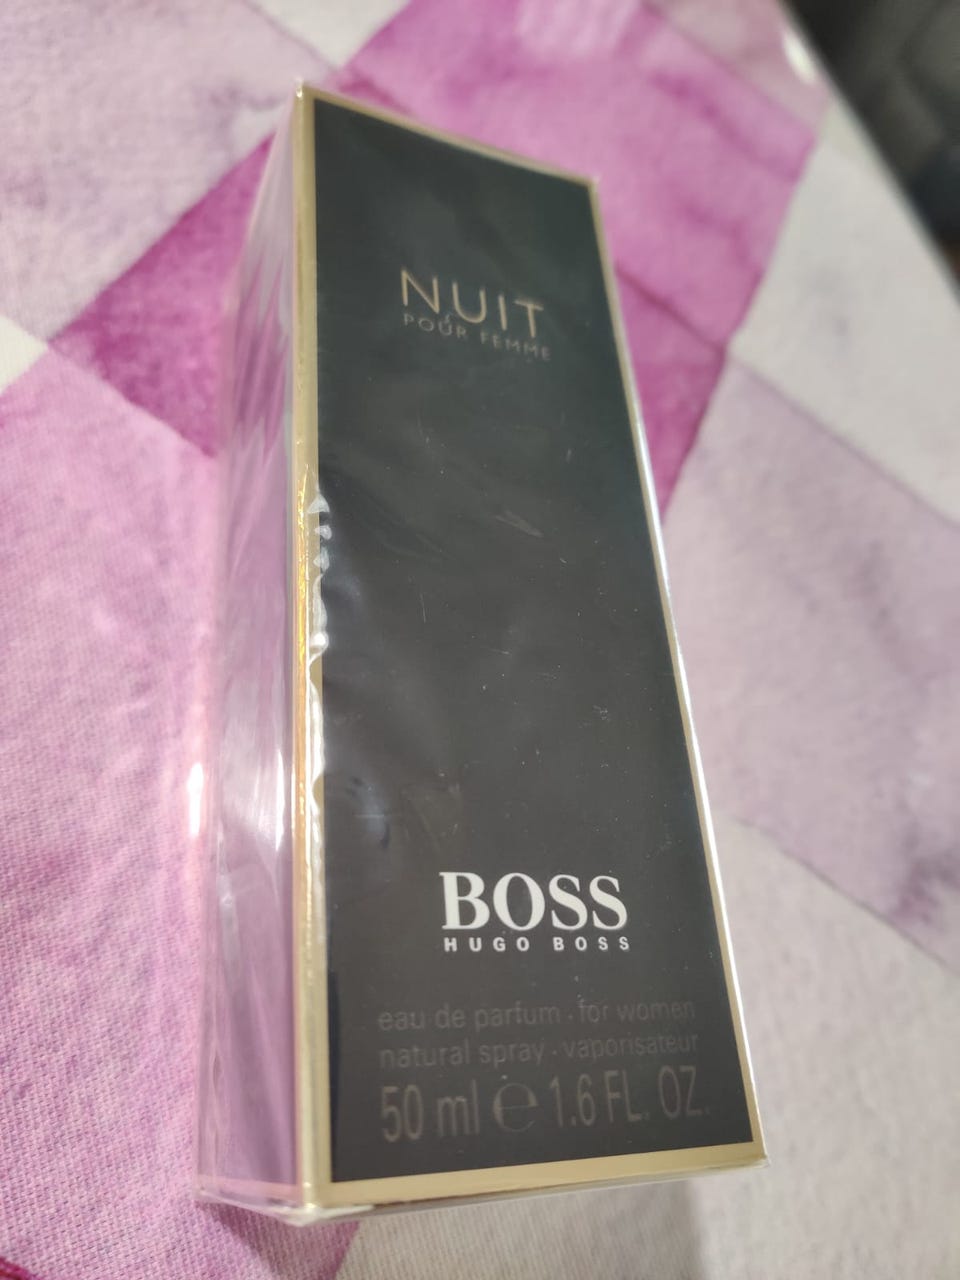 NUIT
POUR FEMME
BOSS
HUGO BOSS
eau de parfum · for women
natural spray · vaporisateur
50 ml ℮ 1.6 FL. OZ.